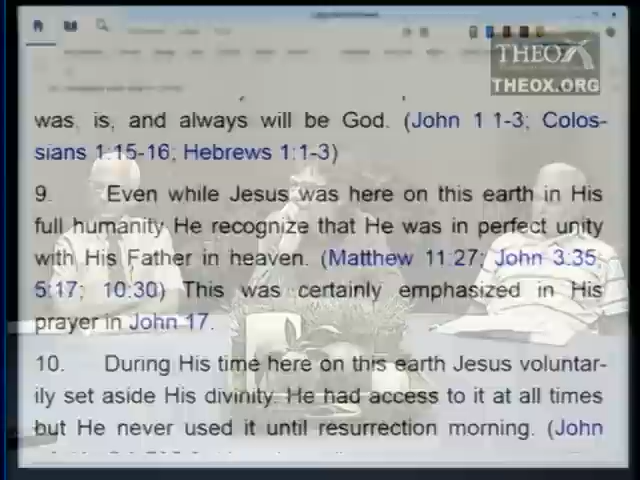 THEOX
THEOX.ORG
was, is, and always will be God. (John 1 1-3; Colos-
sians 1:15-16; Hebrews 1:1-3)
9. Even while Jesus was here on this earth in His
full humanity He recognize that He was in perfect unity
with His Father in heaven. (Matthew 11:27; John 3:35;
5:17; 10:30) This was certainly emphasized in His
prayer in John 17.
10. During His time here on this earth Jesus voluntar-
ily set aside His divinity. He had access to it at all times
but He never used it until resurrection morning. (John